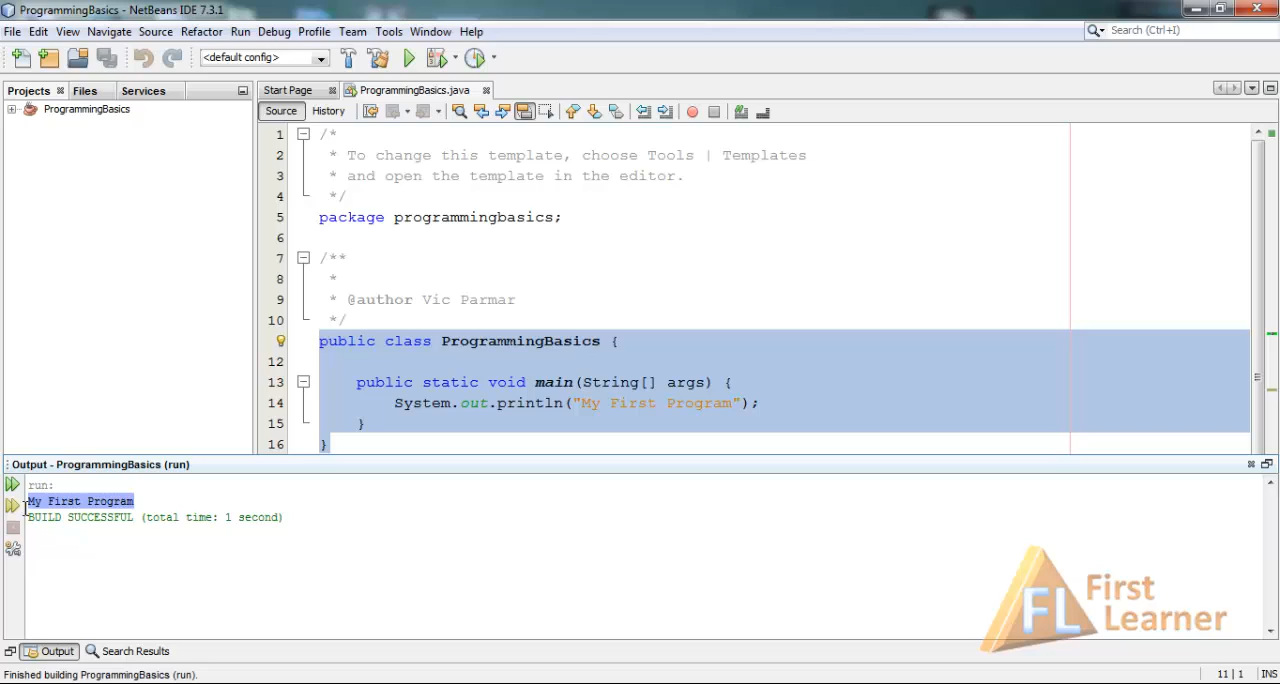 ProgrammingBasics - NetBeans IDE 7.3.1
File Edit View Navigate Source Refactor Run Debug Profile Team Tools Window Help
Search (Ctrl+I)
<default config>
Projects Files Services
Start Page ProgrammingBasics.java
ProgrammingBasics
Source History
1 /*
2 * To change this template, choose Tools | Templates
3 * and open the template in the editor.
4 */
5 package programmingbasics;
6
7 /**
8 *
9 * @author Vic Parmar
10 */
public class ProgrammingBasics {
12
13 public static void main(String[] args) {
14 System.out.println("My First Program");
15 }
16 }
Output - ProgrammingBasics (run)
run:
My First Program
BUILD SUCCESSFUL (total time: 1 second)
FL First
Learner
Output Search Results
Finished building ProgrammingBasics (run).
11 | 1 INS